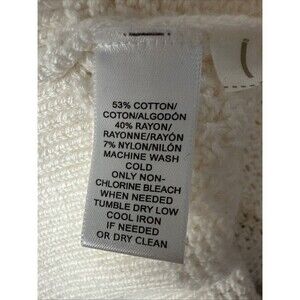 53% COTTON/
COTON/ALGODÓN
40% RAYON/
RAYONNE/RAYÓN
7% NYLON/NILÓN
MACHINE WASH
COLD
ONLY NON-
CHLORINE BLEACH
WHEN NEEDED
TUMBLE DRY LOW
COOL IRON
IF NEEDED
OR DRY CLEAN